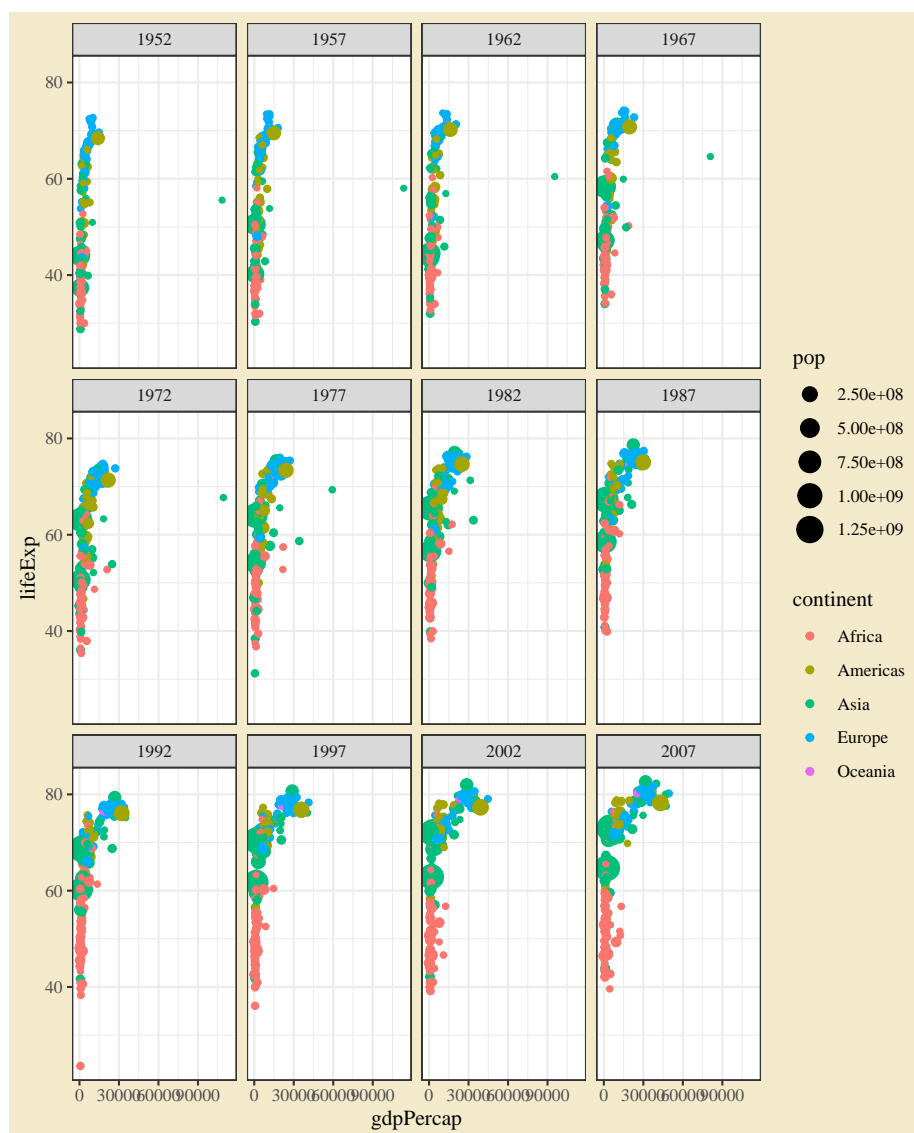 1952 1957 1962 1967
80
60
40
1972 1977 1982 1987
80
60
40
1992 1997 2002 2007
80
60
40
0 30000 60000 90000 0 30000 60000 90000 0 30000 60000 90000 0 30000 60000 90000
gdpPercap
lifeExp
pop
2.50e+08
5.00e+08
7.50e+08
1.00e+09
1.25e+09
continent
Africa
Americas
Asia
Europe
Oceania